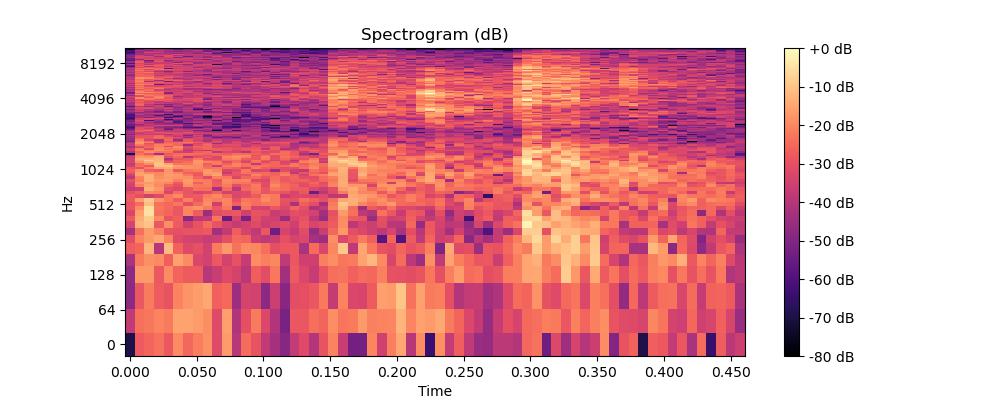 Spectrogram (dB)
8192
4096
2048
1024
512
256
128
64
0
Hz
0.000 0.050 0.100 0.150 0.200 0.250 0.300 0.350 0.400 0.450
Time
+0 dB
-10 dB
-20 dB
-30 dB
-40 dB
-50 dB
-60 dB
-70 dB
-80 dB